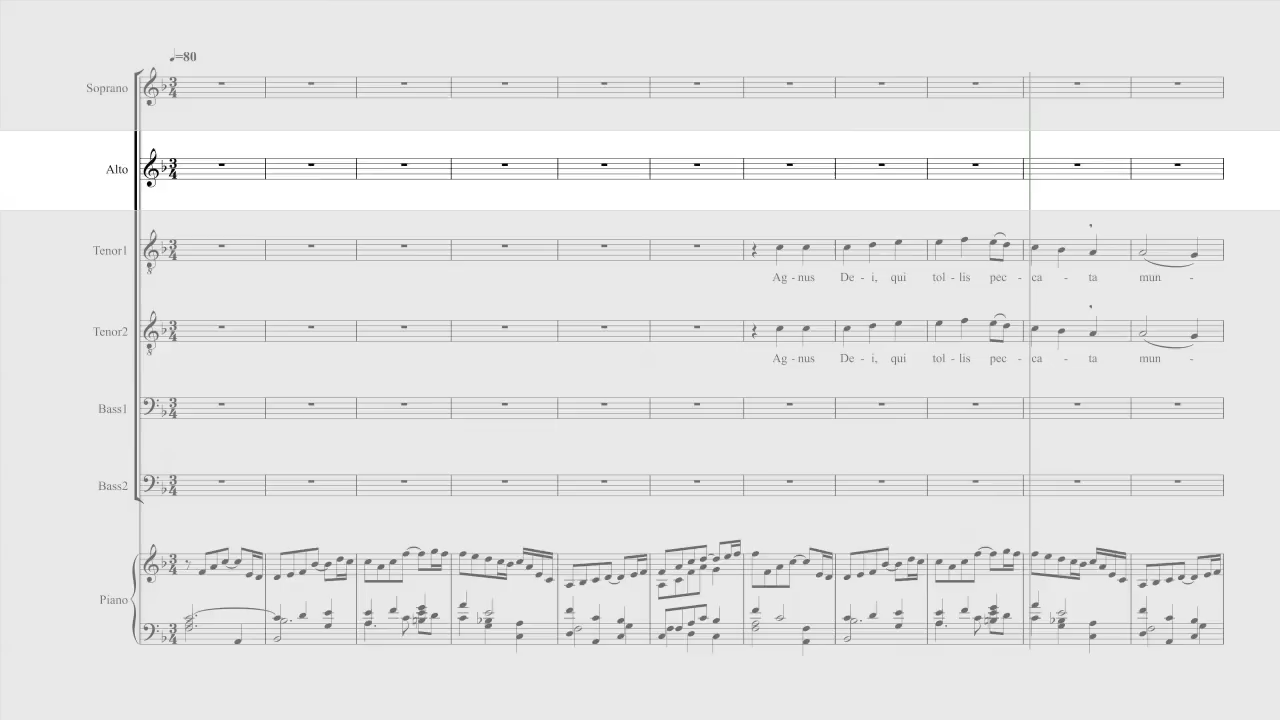 ♩=80
Soprano
Alto
Tenor1
Ag - nus De - i, qui tol - lis pec - ca - ta mun -
Tenor2
Ag - nus De - i, qui tol - lis pec - ca - ta mun -
Bass1
Bass2
Piano